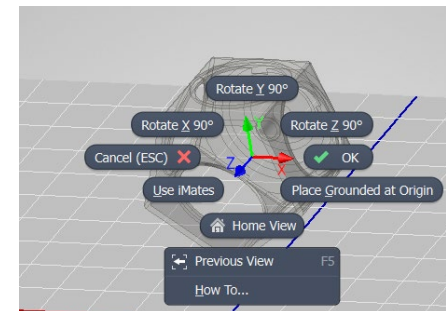 Rotate Y 90°
Rotate X 90°
Rotate Z 90°
Y
Cancel (ESC)
Z
X
OK
Use iMates
Place Grounded at Origin
Home View
Previous View F5
How To...